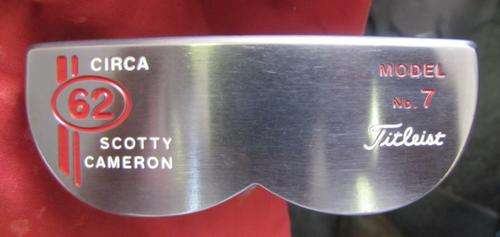 CIRCA
62
SCOTTY
CAMERON
MODEL
No. 7
Titleist